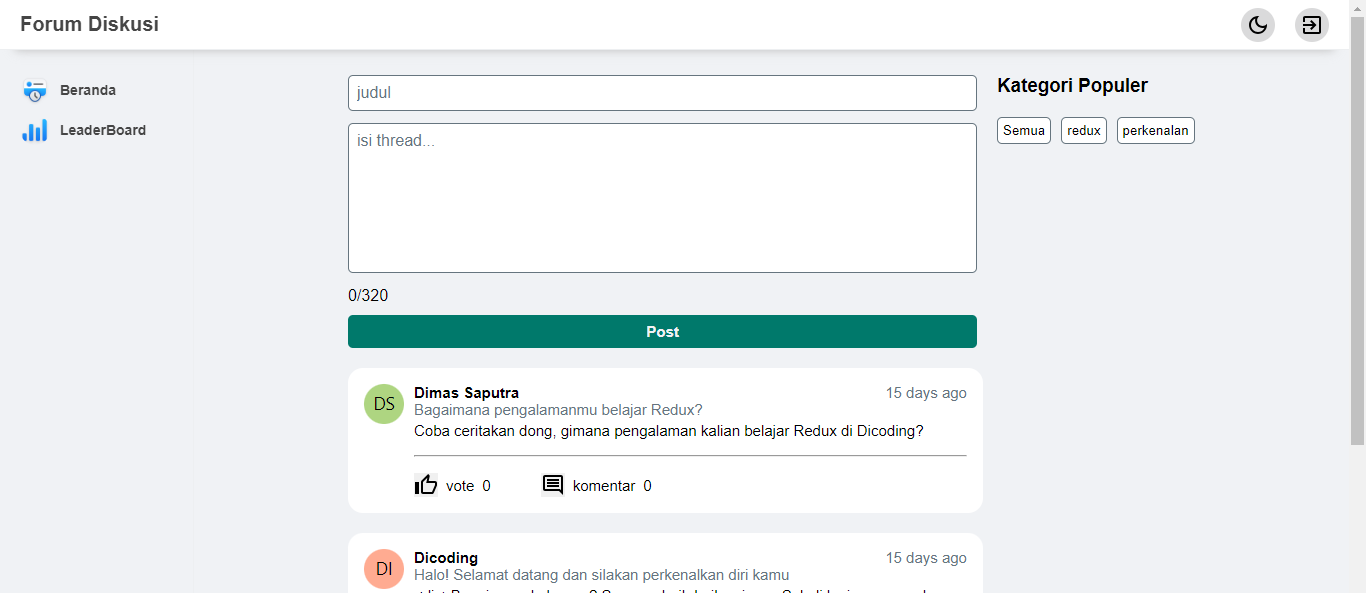 Forum Diskusi
Beranda
LeaderBoard
judul
isi thread...
0/320
Post
Kategori Populer
Semua redux perkenalan
DS
Dimas Saputra 15 days ago
Bagaimana pengalamanmu belajar Redux?
Coba ceritakan dong, gimana pengalaman kalian belajar Redux di Dicoding?
vote 0 komentar 0
DI
Dicoding 15 days ago
Halo! Selamat datang dan silakan perkenalkan diri kamu